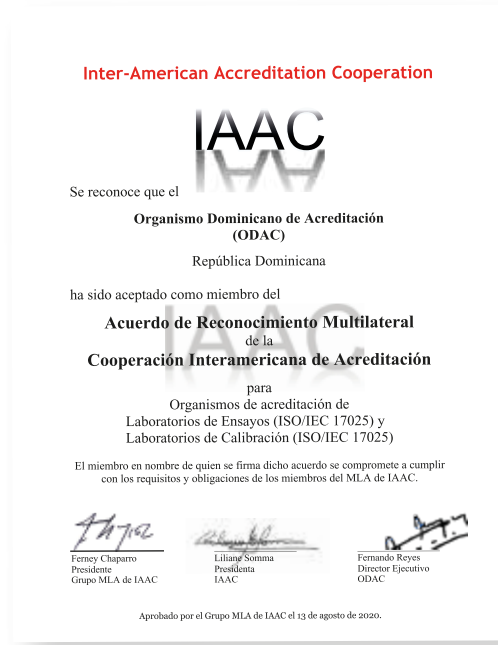 Inter-American Accreditation Cooperation
IAAC
Se reconoce que el
Organismo Dominicano de Acreditación
(ODAC)
República Dominicana
ha sido aceptado como miembro del
IAAC
Acuerdo de Reconocimiento Multilateral
de la
Cooperación Interamericana de Acreditación
para
Organismos de acreditación de
Laboratorios de Ensayos (ISO/IEC 17025) y
Laboratorios de Calibración (ISO/IEC 17025)
El miembro en nombre de quien se firma dicho acuerdo se compromete a cumplir
con los requisitos y obligaciones de los miembros del MLA de IAAC.
Ferney Chaparro
Presidente
Grupo MLA de IAAC
Liliane Somma
Presidenta
IAAC
Fernando Reyes
Director Ejecutivo
ODAC
Aprobado por el Grupo MLA de IAAC el 13 de agosto de 2020.